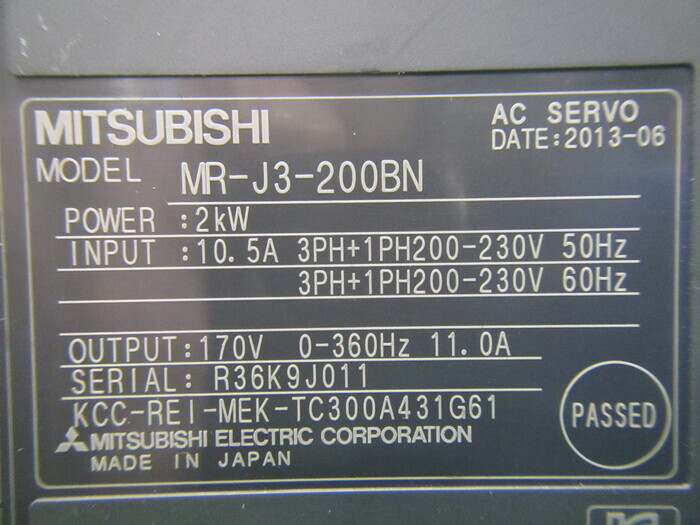 MITSUBISHI
AC SERVO
DATE:2013-06
MODEL MR-J3-200BN
POWER :2kW
INPUT :10.5A 3PH+1PH200-230V 50Hz
3PH+1PH200-230V 60Hz
OUTPUT:170V 0-360Hz 11.0A
SERIAL: R36K9J011
KCC-REI-MEK-TC300A431G61
PASSED
MITSUBISHI ELECTRIC CORPORATION
MADE IN JAPAN